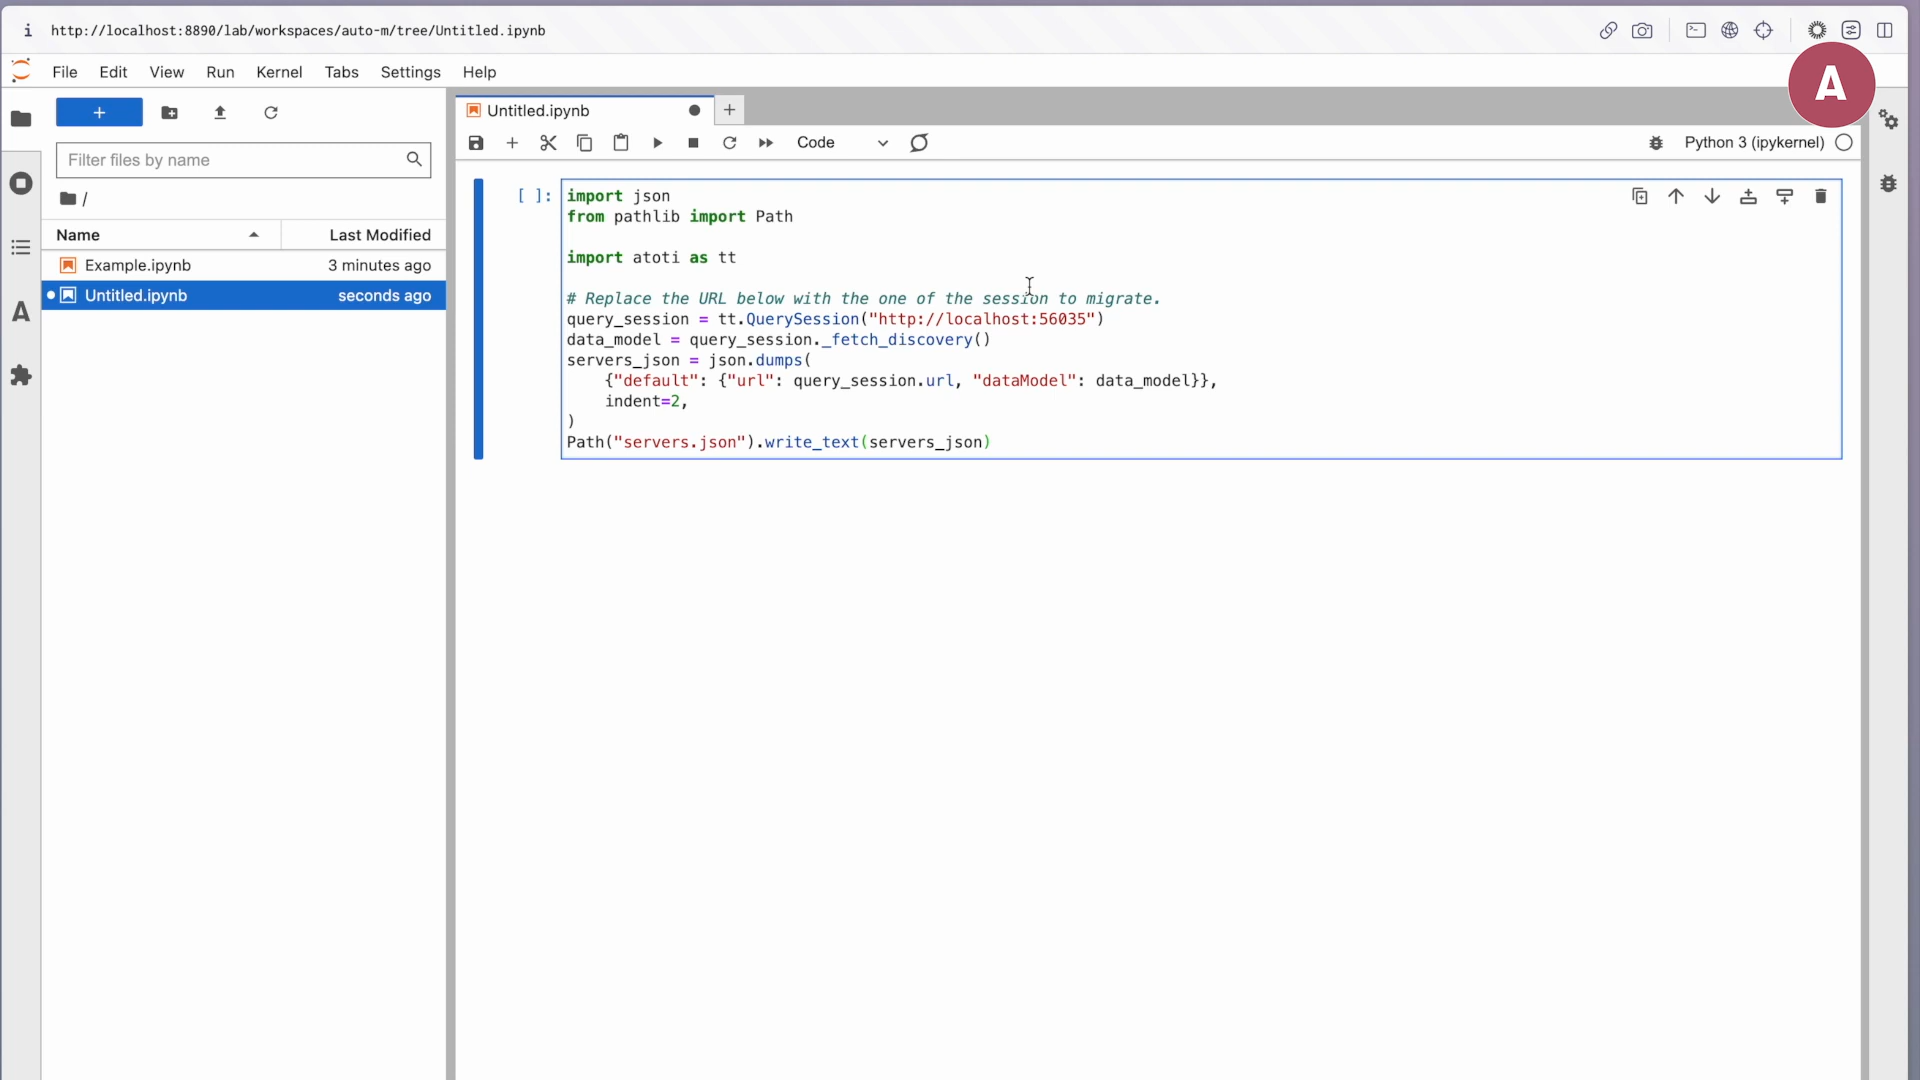 http://localhost:8890/lab/workspaces/auto-m/tree/Untitled.ipynb
File Edit View Run Kernel Tabs Settings Help
A
+
Untitled.ipynb
Filter files by name
Code
Python 3 (ipykernel)
/
Name Last Modified
Example.ipynb 3 minutes ago
Untitled.ipynb seconds ago
A
[ ]:
import json
from pathlib import Path
import atoti as tt
# Replace the URL below with the one of the session to migrate.
query_session = tt.QuerySession("http://localhost:56035")
data_model = query_session._fetch_discovery()
servers_json = json.dumps(
    {"default": {"url": query_session.url, "dataModel": data_model}},
    indent=2,
)
Path("servers.json").write_text(servers_json)